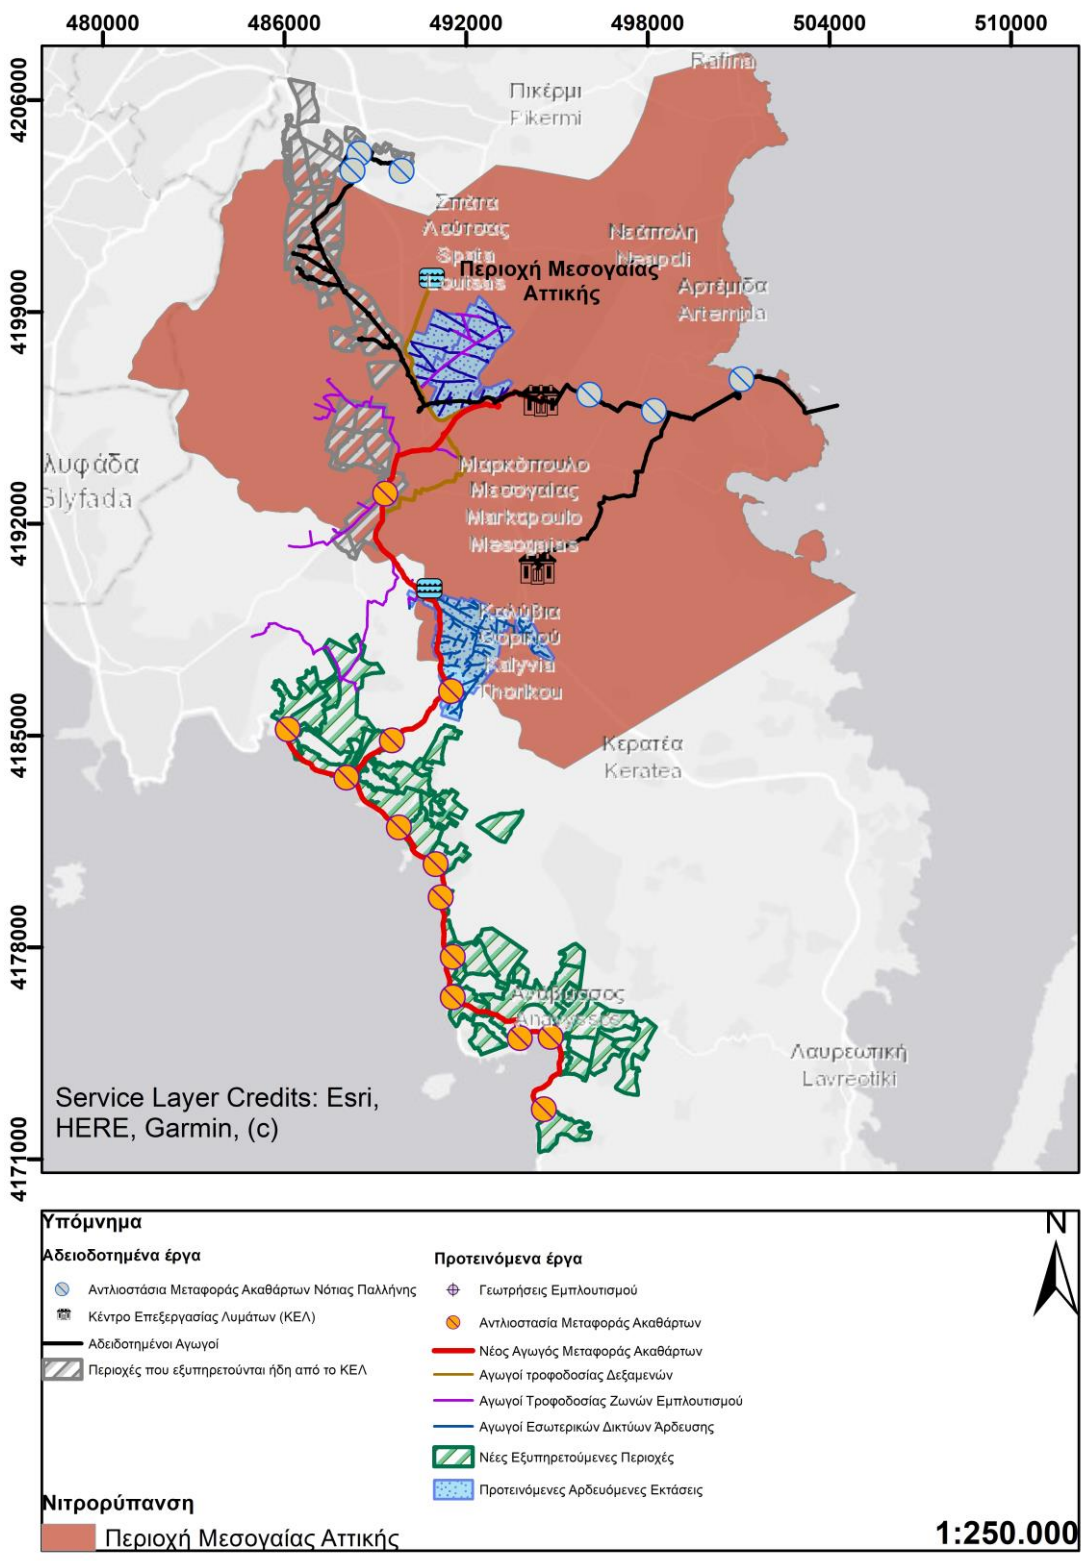 480000 486000 492000 498000 504000 510000
4206000
4199000
4192000
4185000
4178000
4171000
Rafina
Πικέρμι
Pikermi
Σπάτα
Λούτσας
Spata
Loutsas
Νεάπολη
Neapoli
Περιοχή Μεσογαίας
Αττικής
Αρτέμιδα
Artemida
λυφάδα
Glyfada
Μαρκόπουλο
Μεσογαίας
Markopoulo
Mesogaias
Καλύβια
Θορικού
Kalyvia
Thorikou
Κερατέα
Keratea
Ανάβυσσος
Anavyssos
Λαυρεωτική
Lavreotiki
Service Layer Credits: Esri,
HERE, Garmin, (c)
Υπόμνημα
Αδειοδοτημένα έργα
Αντλιοστάσια Μεταφοράς Ακαθάρτων Νότιας Παλλήνης
Κέντρο Επεξεργασίας Λυμάτων (ΚΕΛ)
Αδειδοτημένοι Αγωγοί
Περιοχές που εξυπηρετούνται ήδη από το ΚΕΛ
Προτεινόμενα έργα
Γεωτρήσεις Εμπλουτισμού
Αντλιοστασία Μεταφοράς Ακαθάρτων
Νέος Αγωγός Μεταφοράς Ακαθάρτων
Αγωγοί τροφοδοσίας Δεξαμενών
Αγωγοί Τροφοδοσίας Ζωνών Εμπλουτισμού
Αγωγοί Εσωτερικών Δικτύων Άρδευσης
Νέες Εξυπηρετούμενες Περιοχές
Προτεινόμενες Αρδευόμενες Εκτάσεις
N
Νιτρορύπανση
Περιοχή Μεσογαίας Αττικής
1:250.000